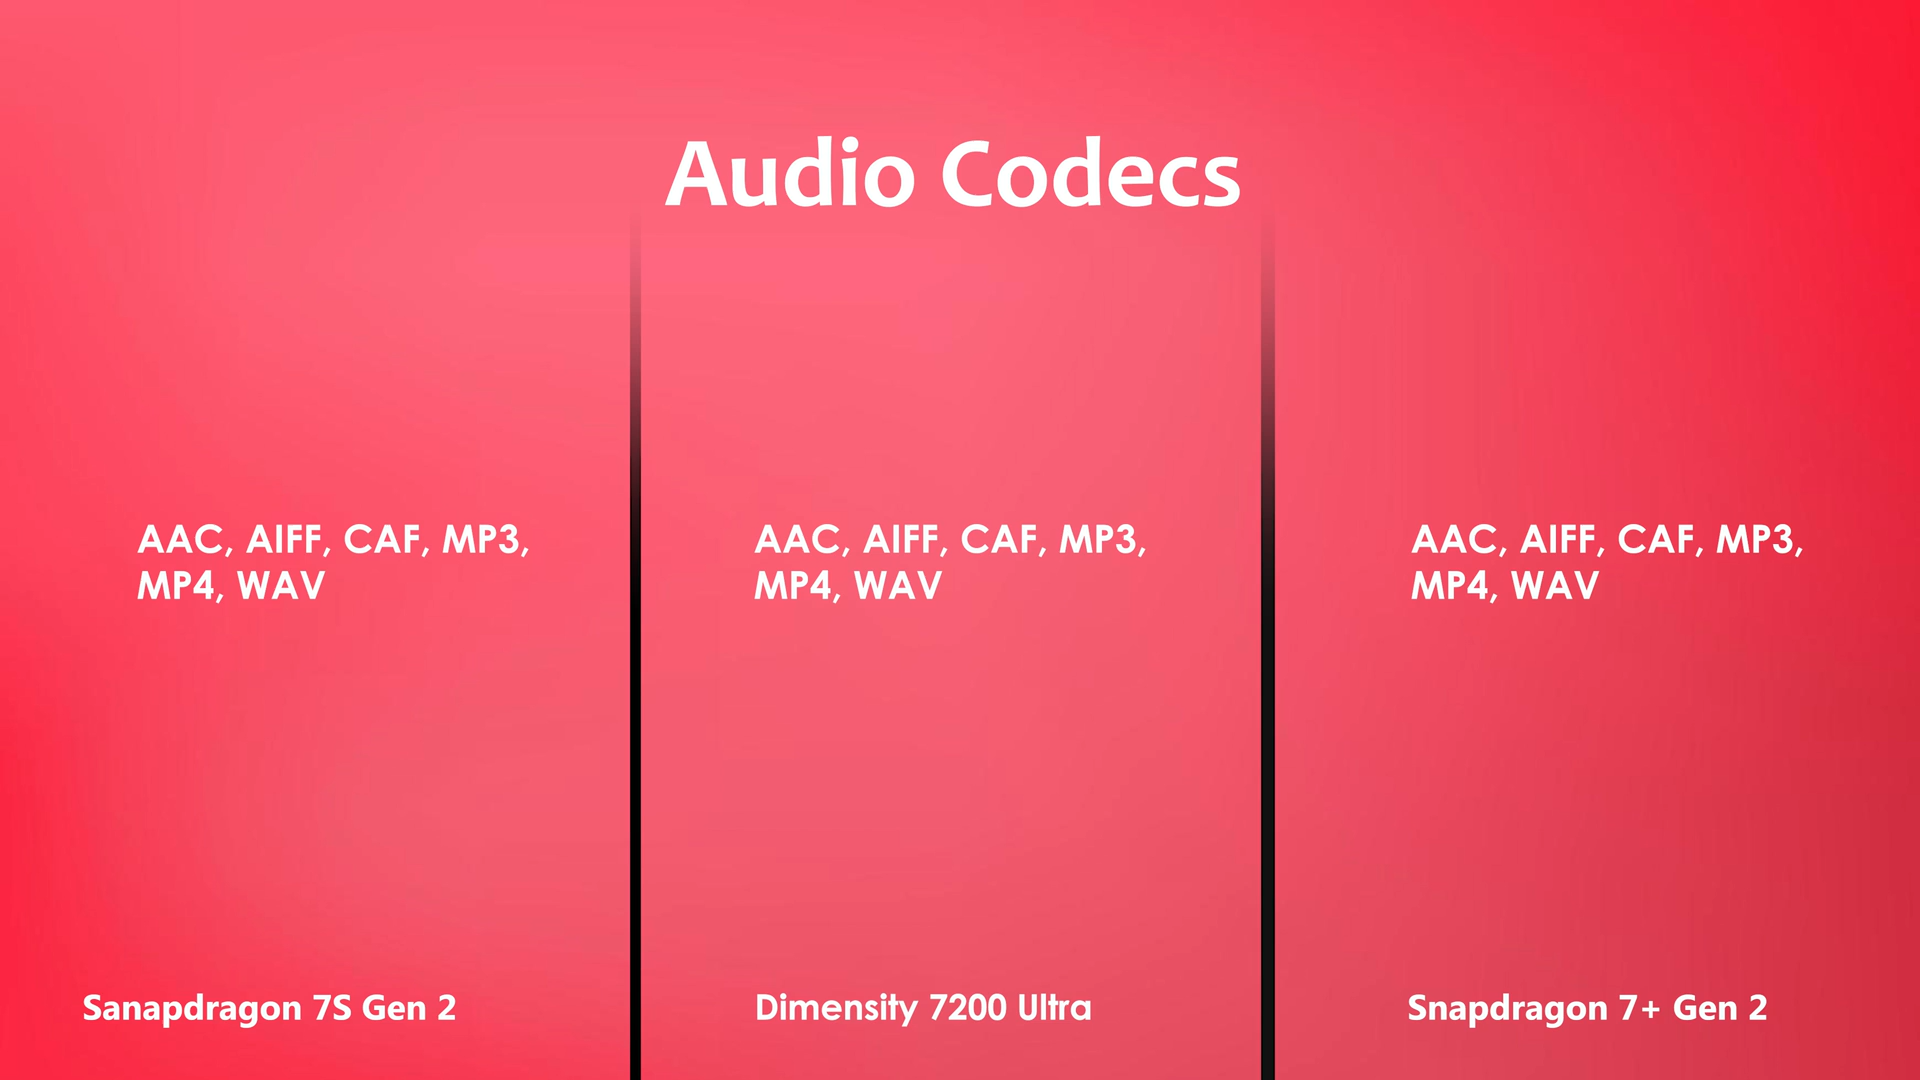 Audio Codecs
AAC, AIFF, CAF, MP3,
MP4, WAV
AAC, AIFF, CAF, MP3,
MP4, WAV
AAC, AIFF, CAF, MP3,
MP4, WAV
Sanapdragon 7S Gen 2
Dimensity 7200 Ultra
Snapdragon 7+ Gen 2